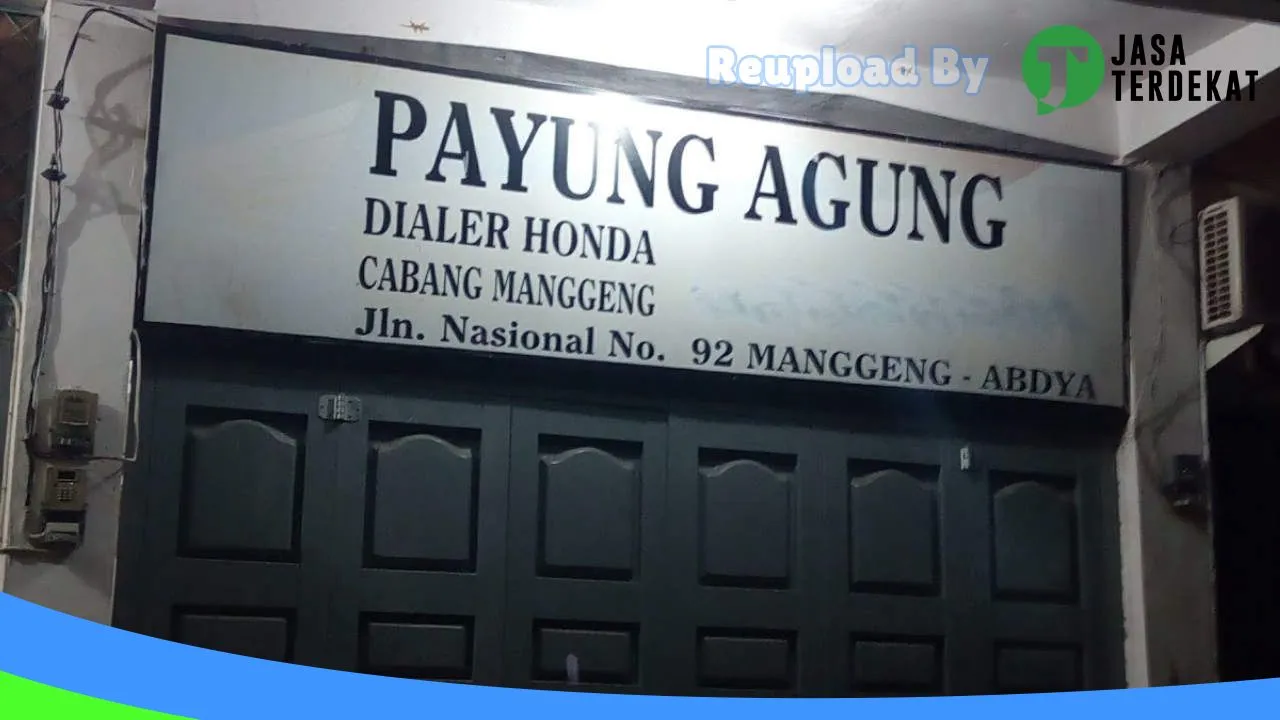 Reupload By
JASA
TERDEKAT
PAYUNG AGUNG
DIALER HONDA
CABANG MANGGENG
Jln. Nasional No. 92 MANGGENG - ABDYA